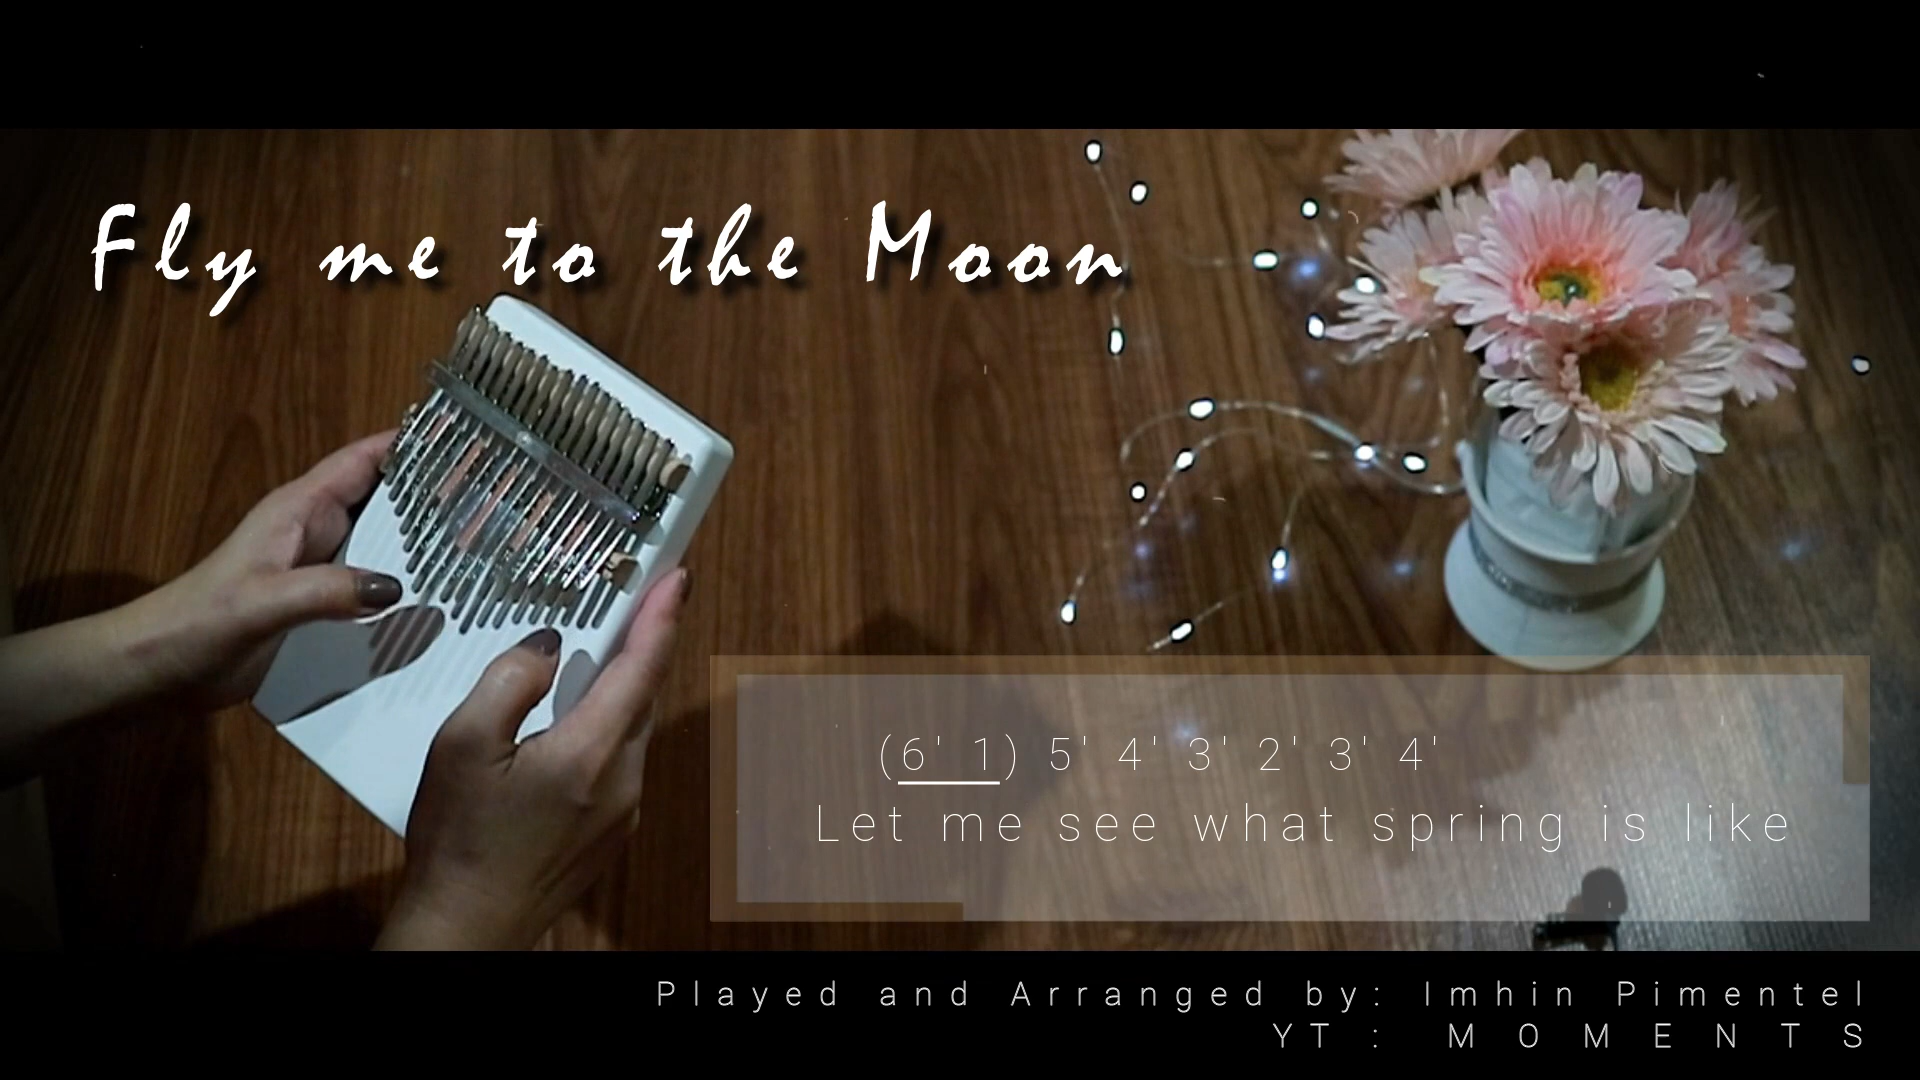 Fly me to the Moon
(6' 1) 5' 4' 3' 2' 3' 4'
Let me see what spring is like
Played and Arranged by: Imhin Pimentel
YT: MOMENTS